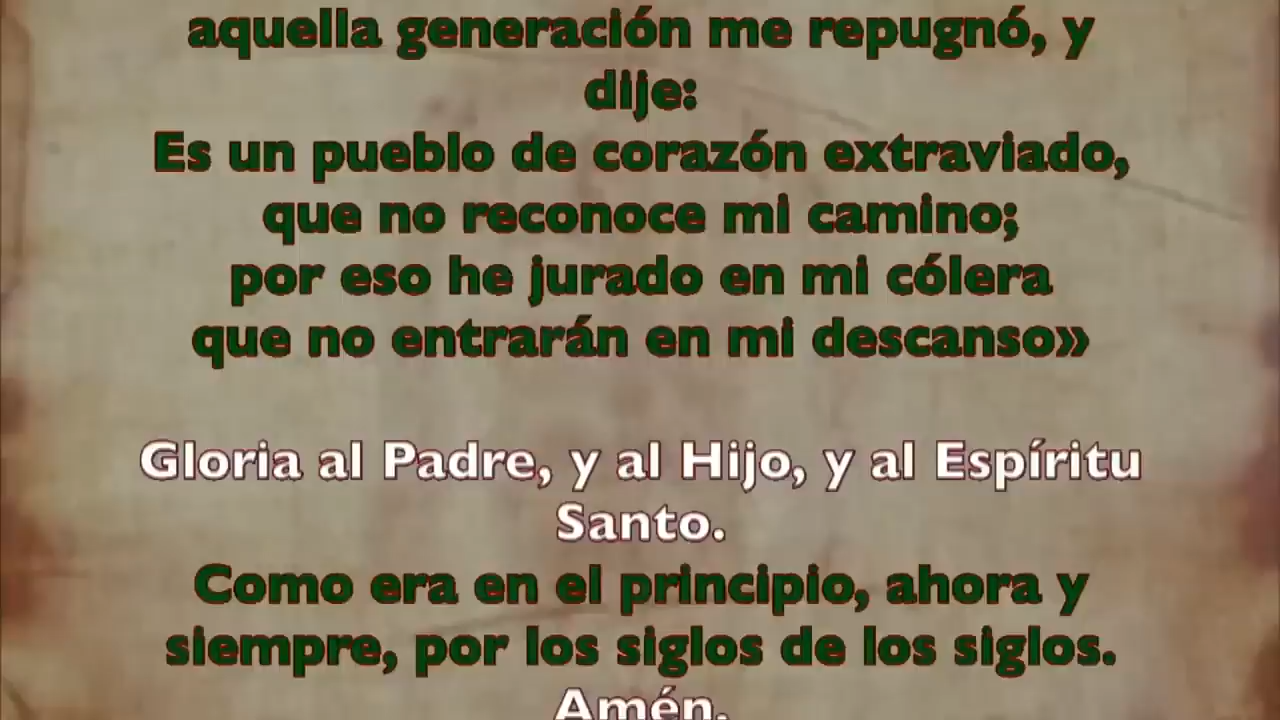 aquella generación me repugnó, y
dije:
Es un pueblo de corazón extraviado,
que no reconoce mi camino;
por eso he jurado en mi cólera
que no entrarán en mi descanso»
Gloria al Padre, y al Hijo, y al Espíritu
Santo.
Como era en el principio, ahora y
siempre, por los siglos de los siglos.
Amén.